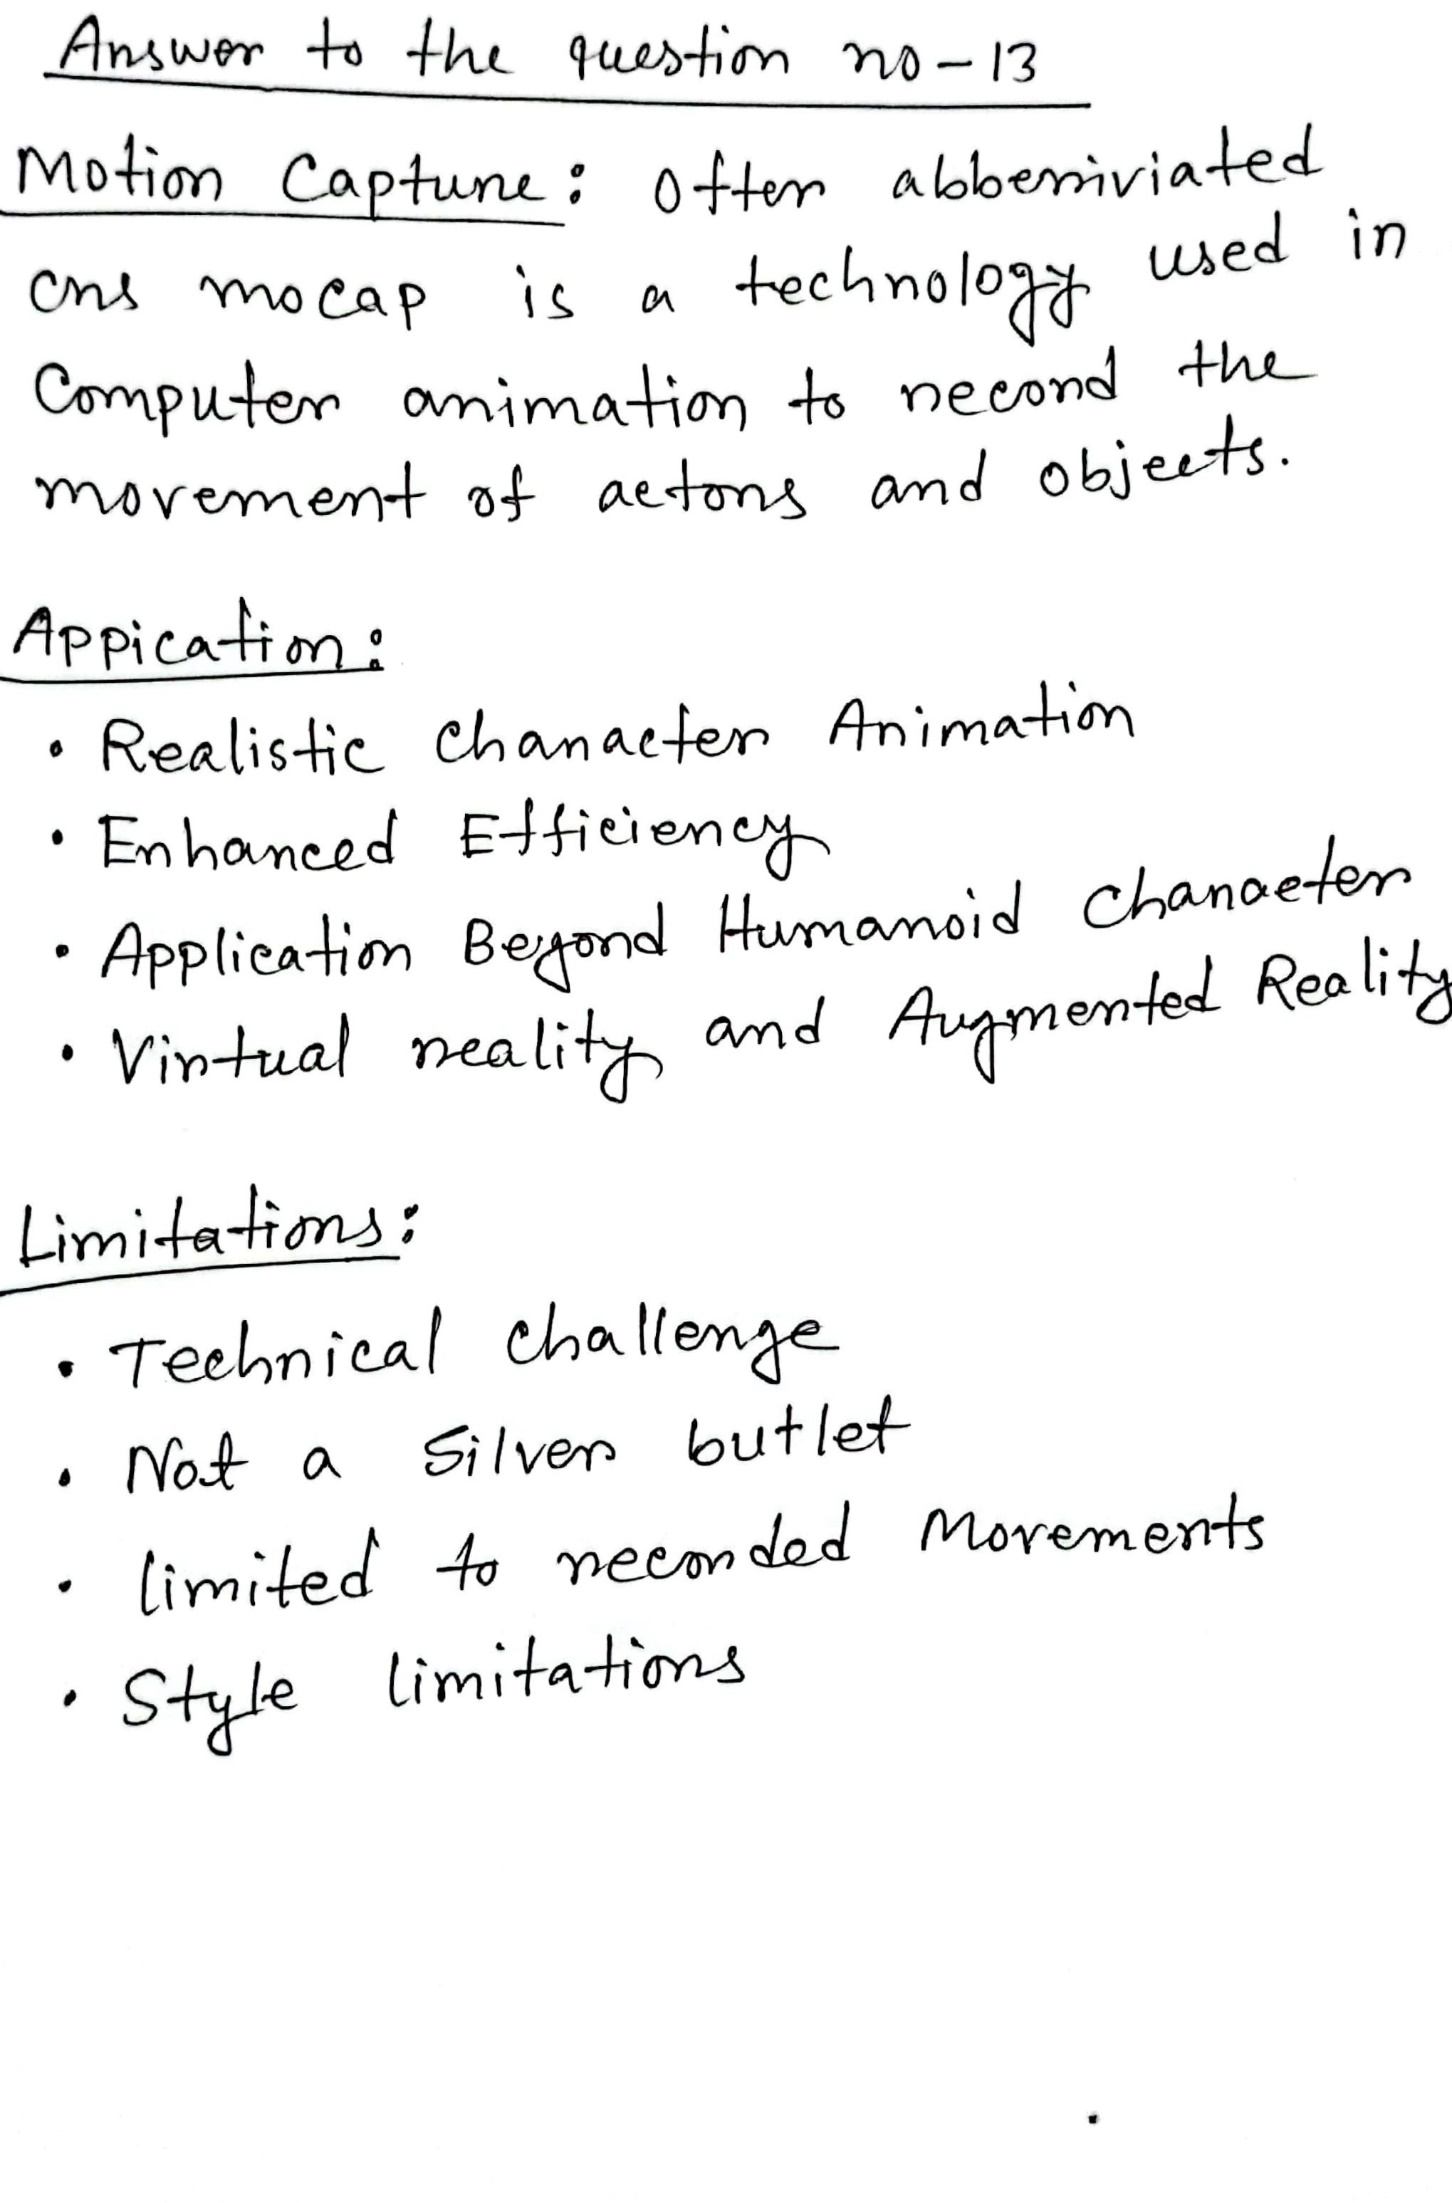 Answer to the question no-13
Motion Capture: Often abberiviated
as mocap is a technology used in
Computer animation to record the
movement of actors and objects.
Appication:
• Realistic Character Animation
• Enhanced Efficiency
• Application Beyond Humanoid Character
• Virtual reality and Augmented Reality
Limitations:
• Technical Challenge
• Not a Silver butlet
• limited to recorded Movements
• Style limitations